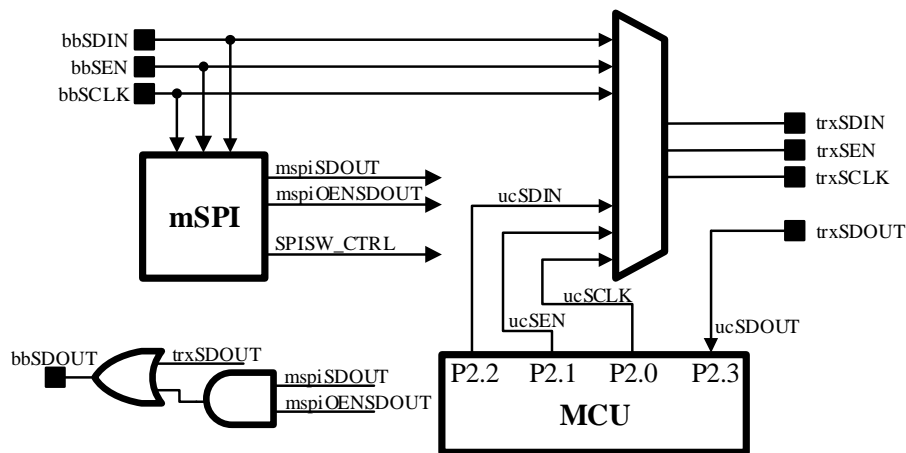 bbSDIN
bbSEN
bbSCLK
trxSDIN
trxSEN
trxSCLK
mspiSDOUT
mspiOENSDOUT
mSPI
ucSDIN
trxSDOUT
SPISW_CTRL
ucSCLK
ucSEN
ucSDOUT
bbSDOUT
trxSDOUT
mspiSDOUT
mspiOENSDOUT
P2.2 P2.1 P2.0 P2.3
MCU